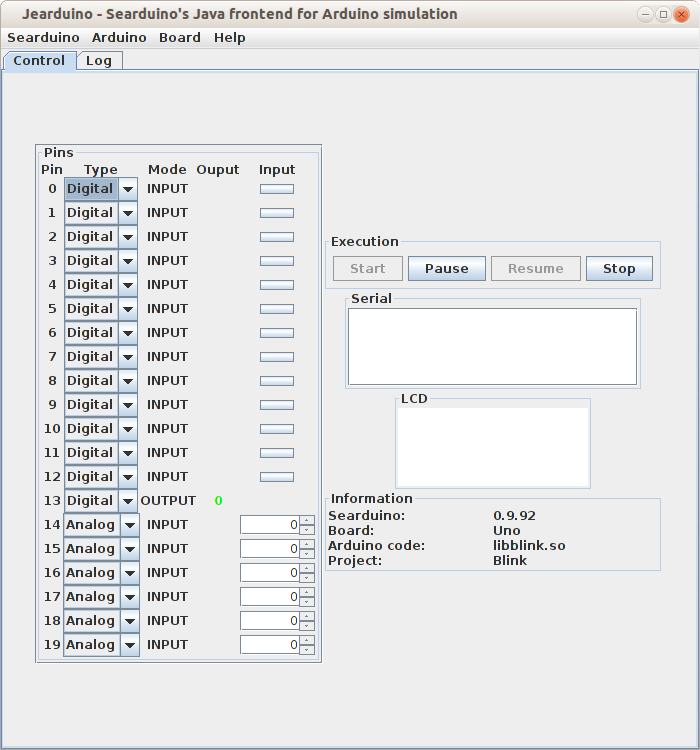 Jearduino - Searduino's Java frontend for Arduino simulation
Searduino Arduino Board Help
Control Log
Pins
Pin Type Mode Ouput Input
0 Digital INPUT
1 Digital INPUT
2 Digital INPUT
3 Digital INPUT
4 Digital INPUT
5 Digital INPUT
6 Digital INPUT
7 Digital INPUT
8 Digital INPUT
9 Digital INPUT
10 Digital INPUT
11 Digital INPUT
12 Digital INPUT
13 Digital OUTPUT 0
14 Analog INPUT 0
15 Analog INPUT 0
16 Analog INPUT 0
17 Analog INPUT 0
18 Analog INPUT 0
19 Analog INPUT 0
Execution
Start Pause Resume Stop
Serial
LCD
Information
Searduino: 0.9.92
Board: Uno
Arduino code: libblink.so
Project: Blink